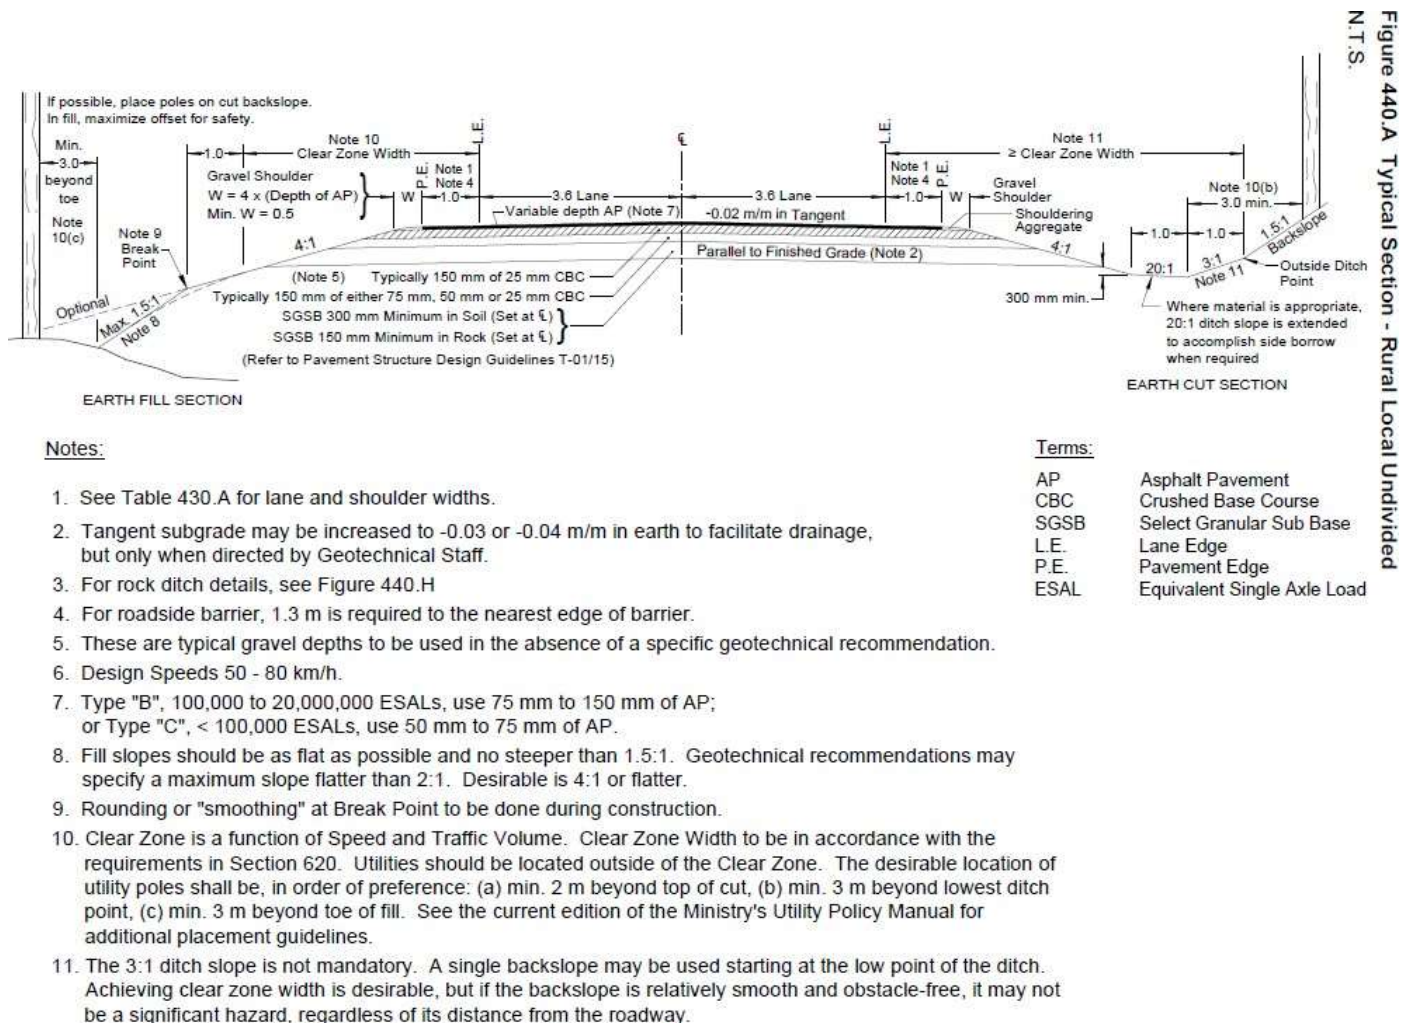 Figure 440.A Typical Section - Rural Local Undivided
N.T.S.
If possible, place poles on cut backslope.
In fill, maximize offset for safety.
Min.
3.0
beyond
toe
Note
10(c)
Note 9
Break
Point
1.0
Note 10
Clear Zone Width
Gravel Shoulder
W = 4 x (Depth of AP)
Min. W = 0.5
W
P.E.
Note 1
Note 4
1.0
L.E.
3.6 Lane
℄
3.6 Lane
L.E.
Note 1
Note 4
1.0
P.E.
W
Gravel
Shoulder
Shouldering
Aggregate
Note 11
≥ Clear Zone Width
Note 10(b)
3.0 min.
1.0
1.0
Variable depth AP (Note 7)
-0.02 m/m in Tangent
Parallel to Finished Grade (Note 2)
4:1
4:1
20:1
3:1
Note 11
1.5:1
Backslope
Outside Ditch
Point
300 mm min.
Where material is appropriate,
20:1 ditch slope is extended
to accomplish side borrow
when required
Optional
Max. 1.5:1
Note 8
(Note 5) Typically 150 mm of 25 mm CBC
Typically 150 mm of either 75 mm, 50 mm or 25 mm CBC
SGSB 300 mm Minimum in Soil (Set at ℄)
SGSB 150 mm Minimum in Rock (Set at ℄)
(Refer to Pavement Structure Design Guidelines T-01/15)
EARTH FILL SECTION
EARTH CUT SECTION
Notes:
1. See Table 430.A for lane and shoulder widths.
2. Tangent subgrade may be increased to -0.03 or -0.04 m/m in earth to facilitate drainage,
but only when directed by Geotechnical Staff.
3. For rock ditch details, see Figure 440.H
4. For roadside barrier, 1.3 m is required to the nearest edge of barrier.
5. These are typical gravel depths to be used in the absence of a specific geotechnical recommendation.
6. Design Speeds 50 - 80 km/h.
7. Type "B", 100,000 to 20,000,000 ESALs, use 75 mm to 150 mm of AP;
or Type "C", < 100,000 ESALs, use 50 mm to 75 mm of AP.
8. Fill slopes should be as flat as possible and no steeper than 1.5:1. Geotechnical recommendations may
specify a maximum slope flatter than 2:1. Desirable is 4:1 or flatter.
9. Rounding or "smoothing" at Break Point to be done during construction.
10. Clear Zone is a function of Speed and Traffic Volume. Clear Zone Width to be in accordance with the
requirements in Section 620. Utilities should be located outside of the Clear Zone. The desirable location of
utility poles shall be, in order of preference: (a) min. 2 m beyond top of cut, (b) min. 3 m beyond lowest ditch
point, (c) min. 3 m beyond toe of fill. See the current edition of the Ministry's Utility Policy Manual for
additional placement guidelines.
11. The 3:1 ditch slope is not mandatory. A single backslope may be used starting at the low point of the ditch.
Achieving clear zone width is desirable, but if the backslope is relatively smooth and obstacle-free, it may not
be a significant hazard, regardless of its distance from the roadway.
Terms:
AP Asphalt Pavement
CBC Crushed Base Course
SGSB Select Granular Sub Base
L.E. Lane Edge
P.E. Pavement Edge
ESAL Equivalent Single Axle Load